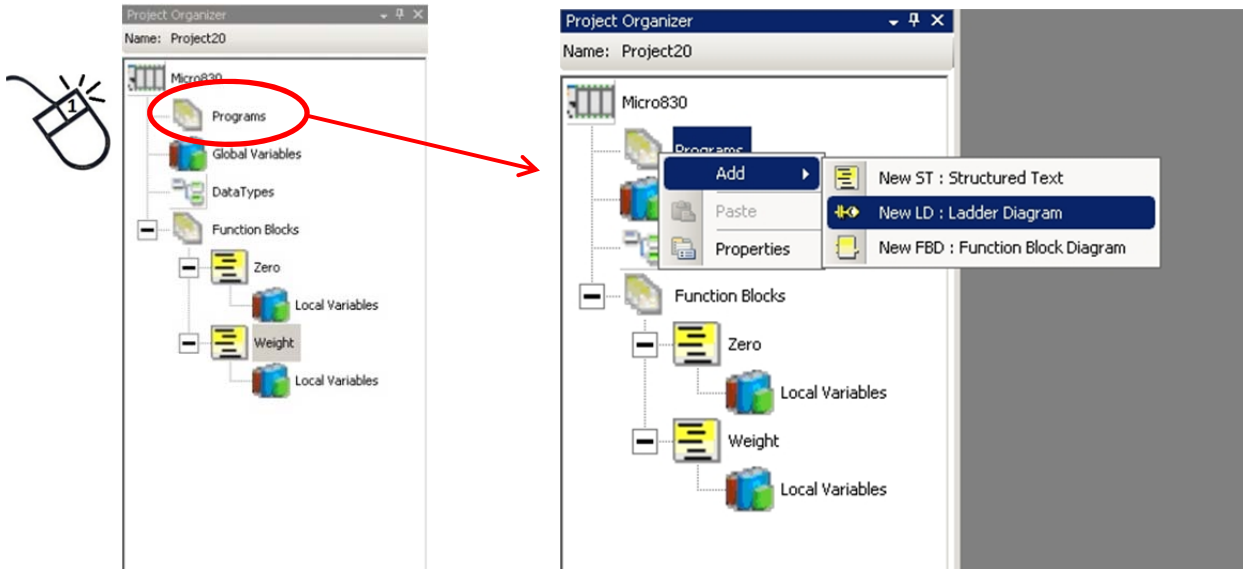 Project Organizer
Name: Project20
Micro830
Programs
Global Variables
DataTypes
Function Blocks
Zero
Local Variables
Weight
Local Variables
1
Project Organizer
Name: Project20
Micro830
Programs
Add
Paste
Properties
New ST : Structured Text
New LD : Ladder Diagram
New FBD : Function Block Diagram
Function Blocks
Zero
Local Variables
Weight
Local Variables